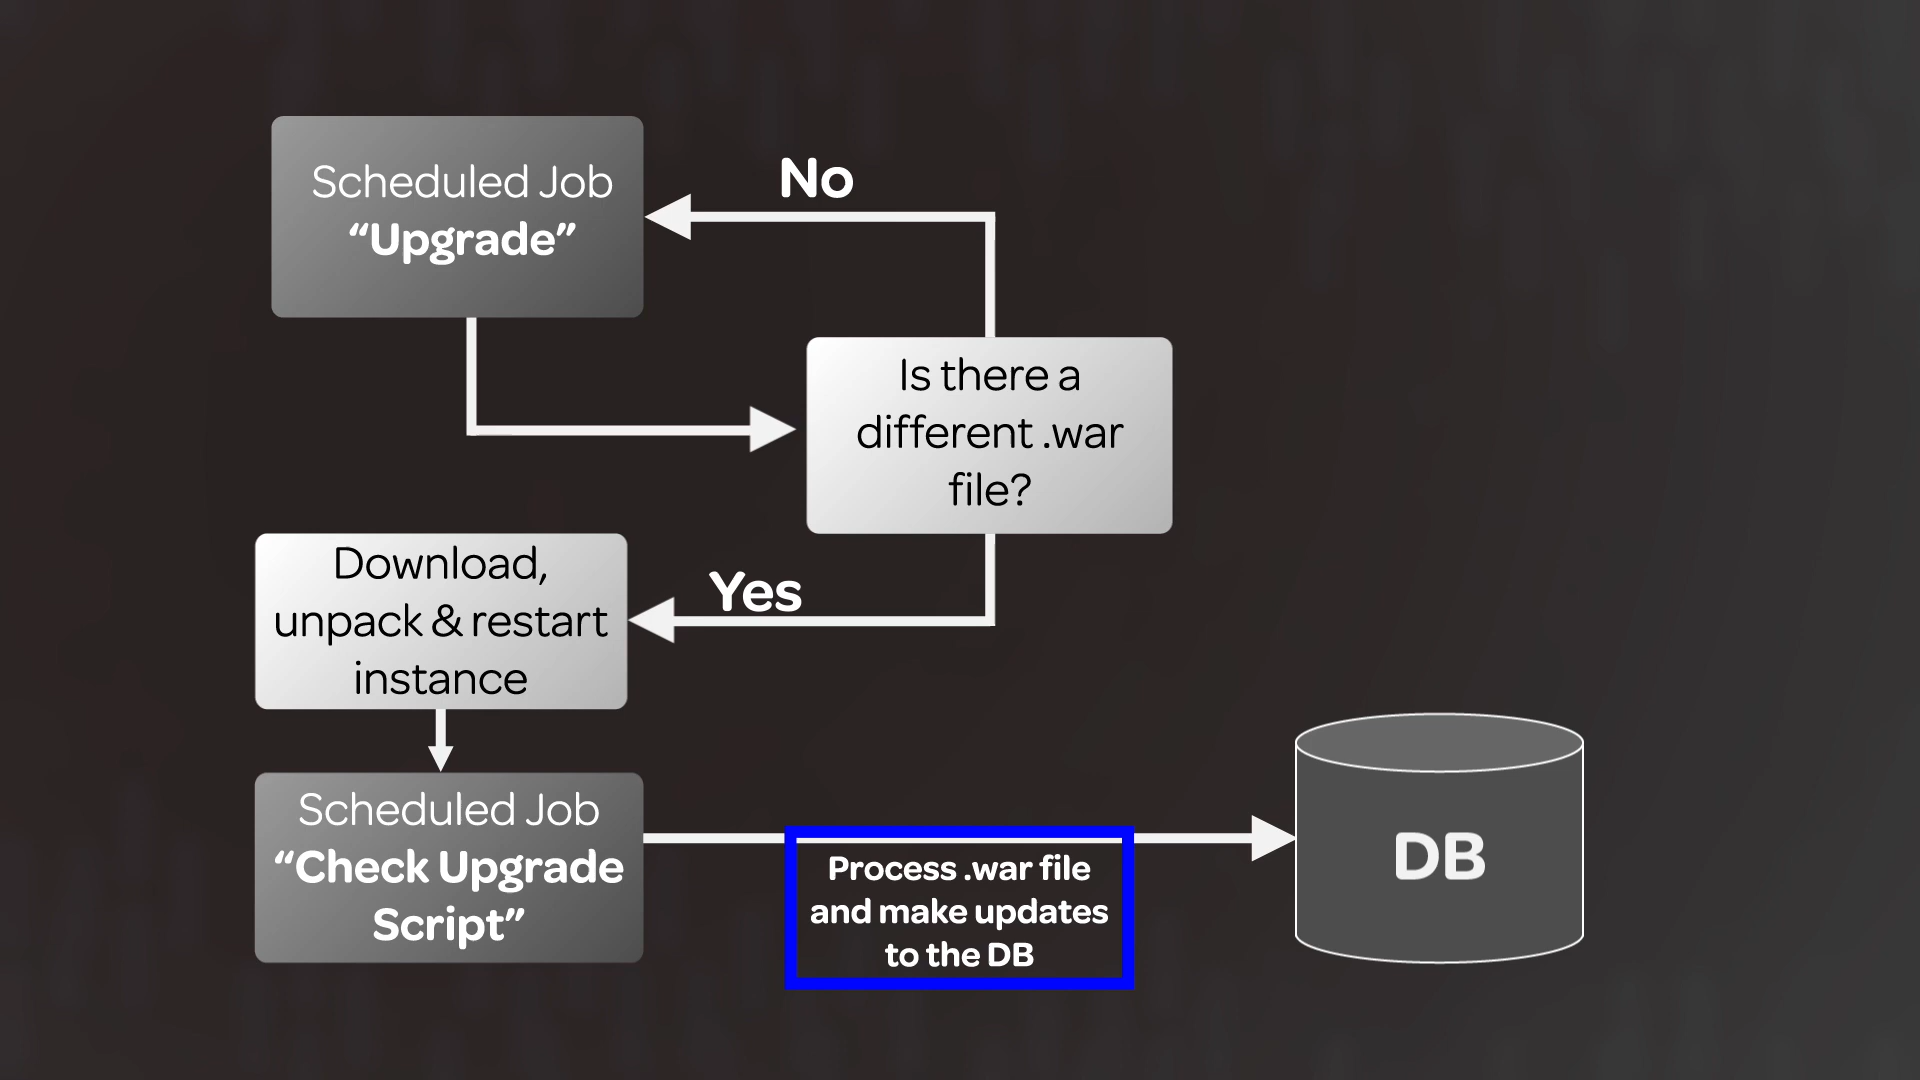 Scheduled Job
“Upgrade”
No
Is there a
different .war
file?
Yes
Download,
unpack & restart
instance
Scheduled Job
“Check Upgrade
Script”
Process .war file
and make updates
to the DB
DB